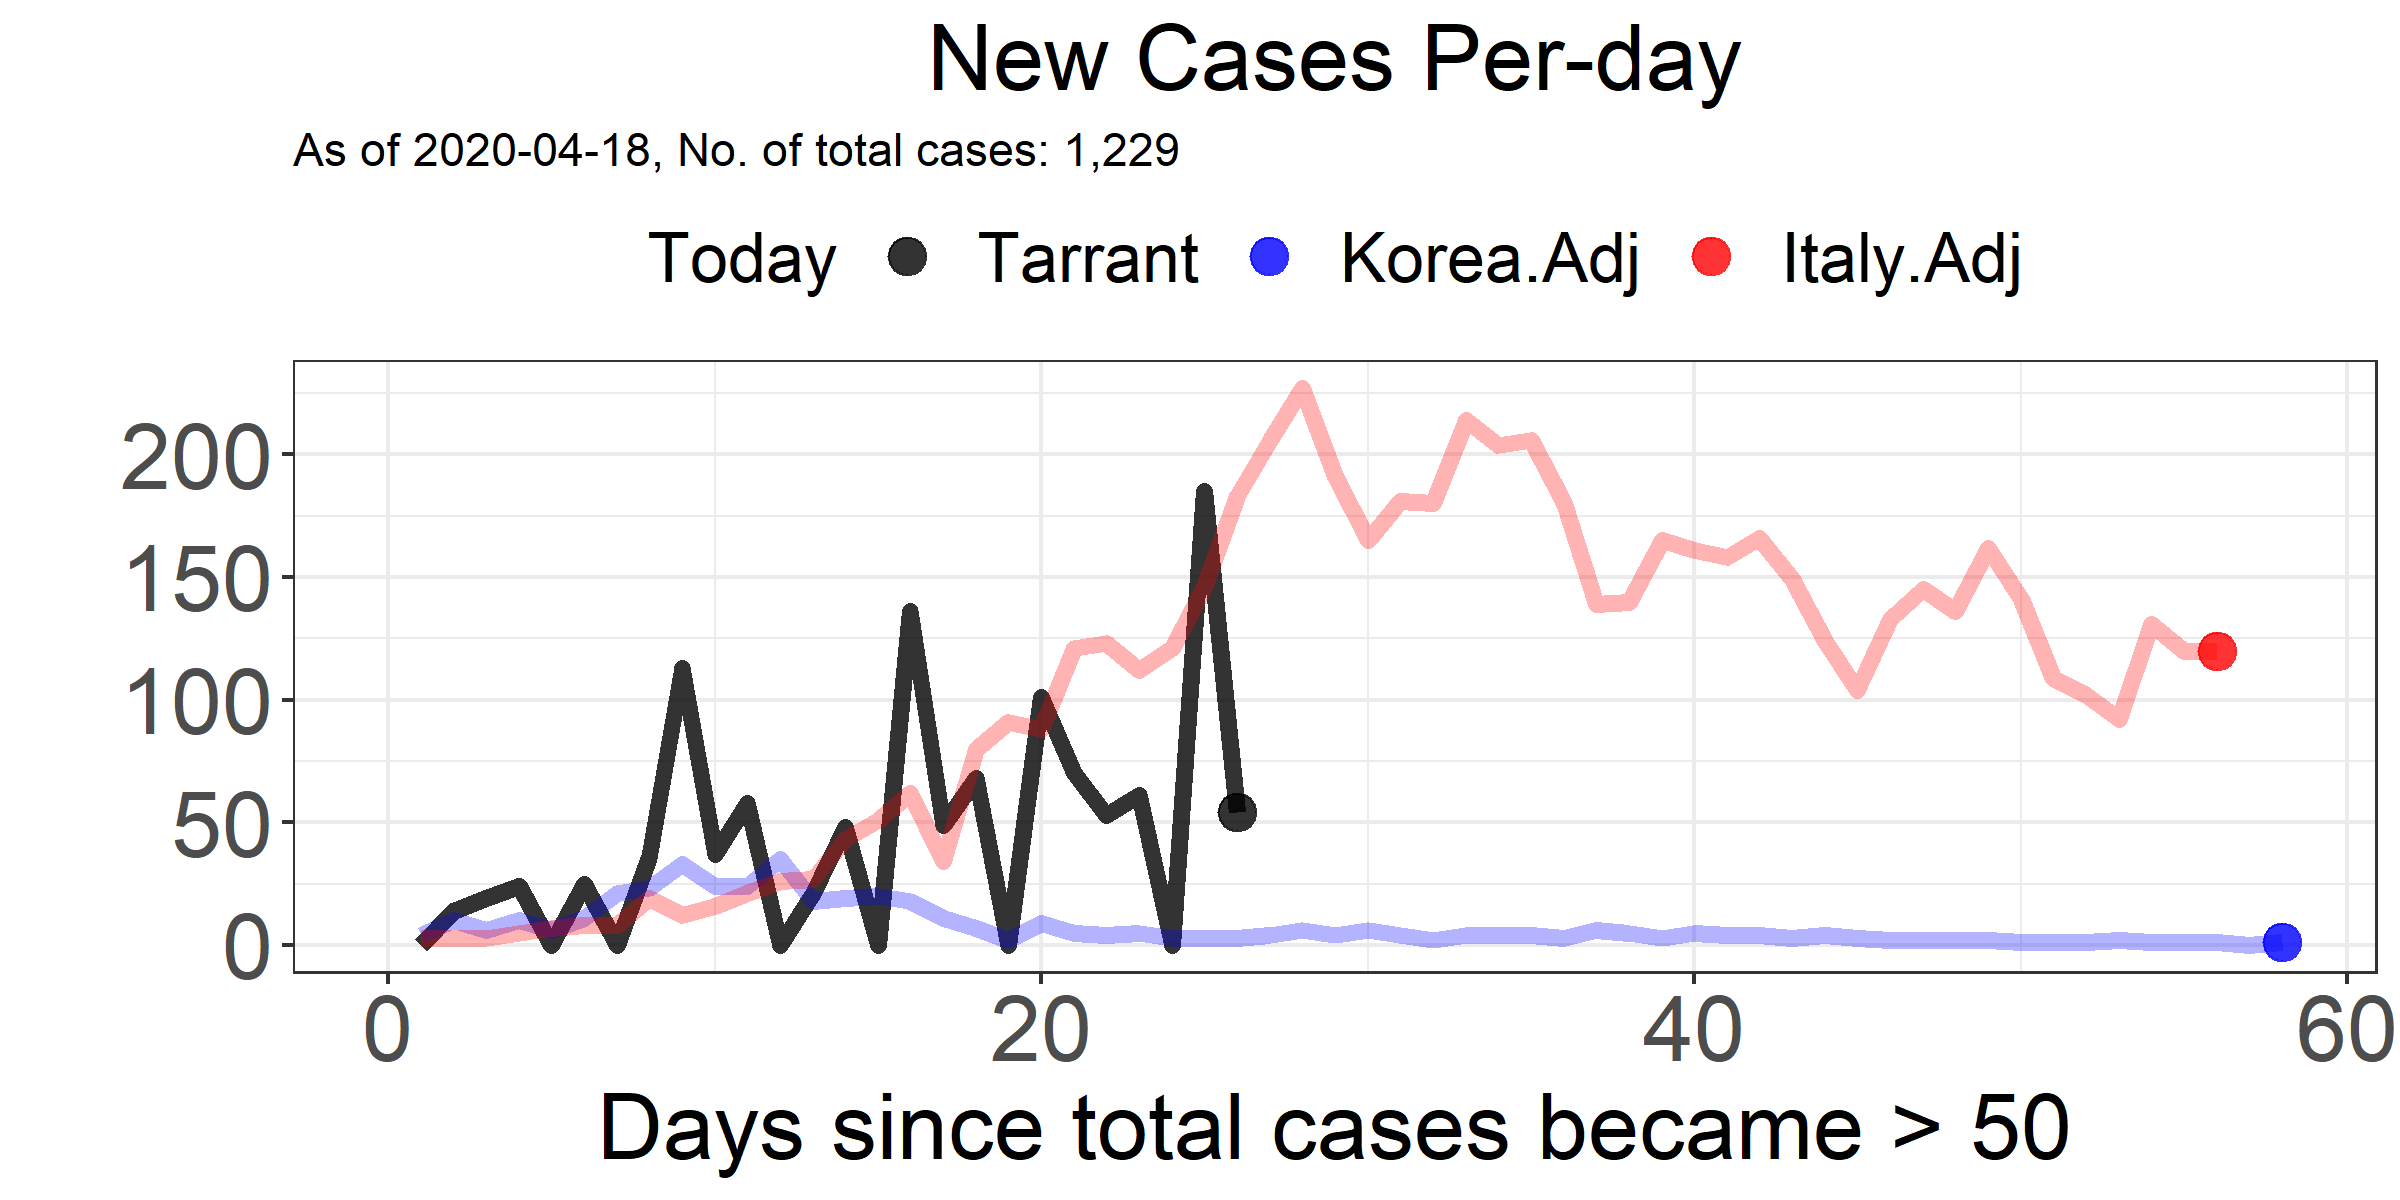 New Cases Per-day
As of 2020-04-18, No. of total cases: 1,229
Today Tarrant Korea.Adj Italy.Adj
200
150
100
50
0
0 20 40 60
Days since total cases became > 50